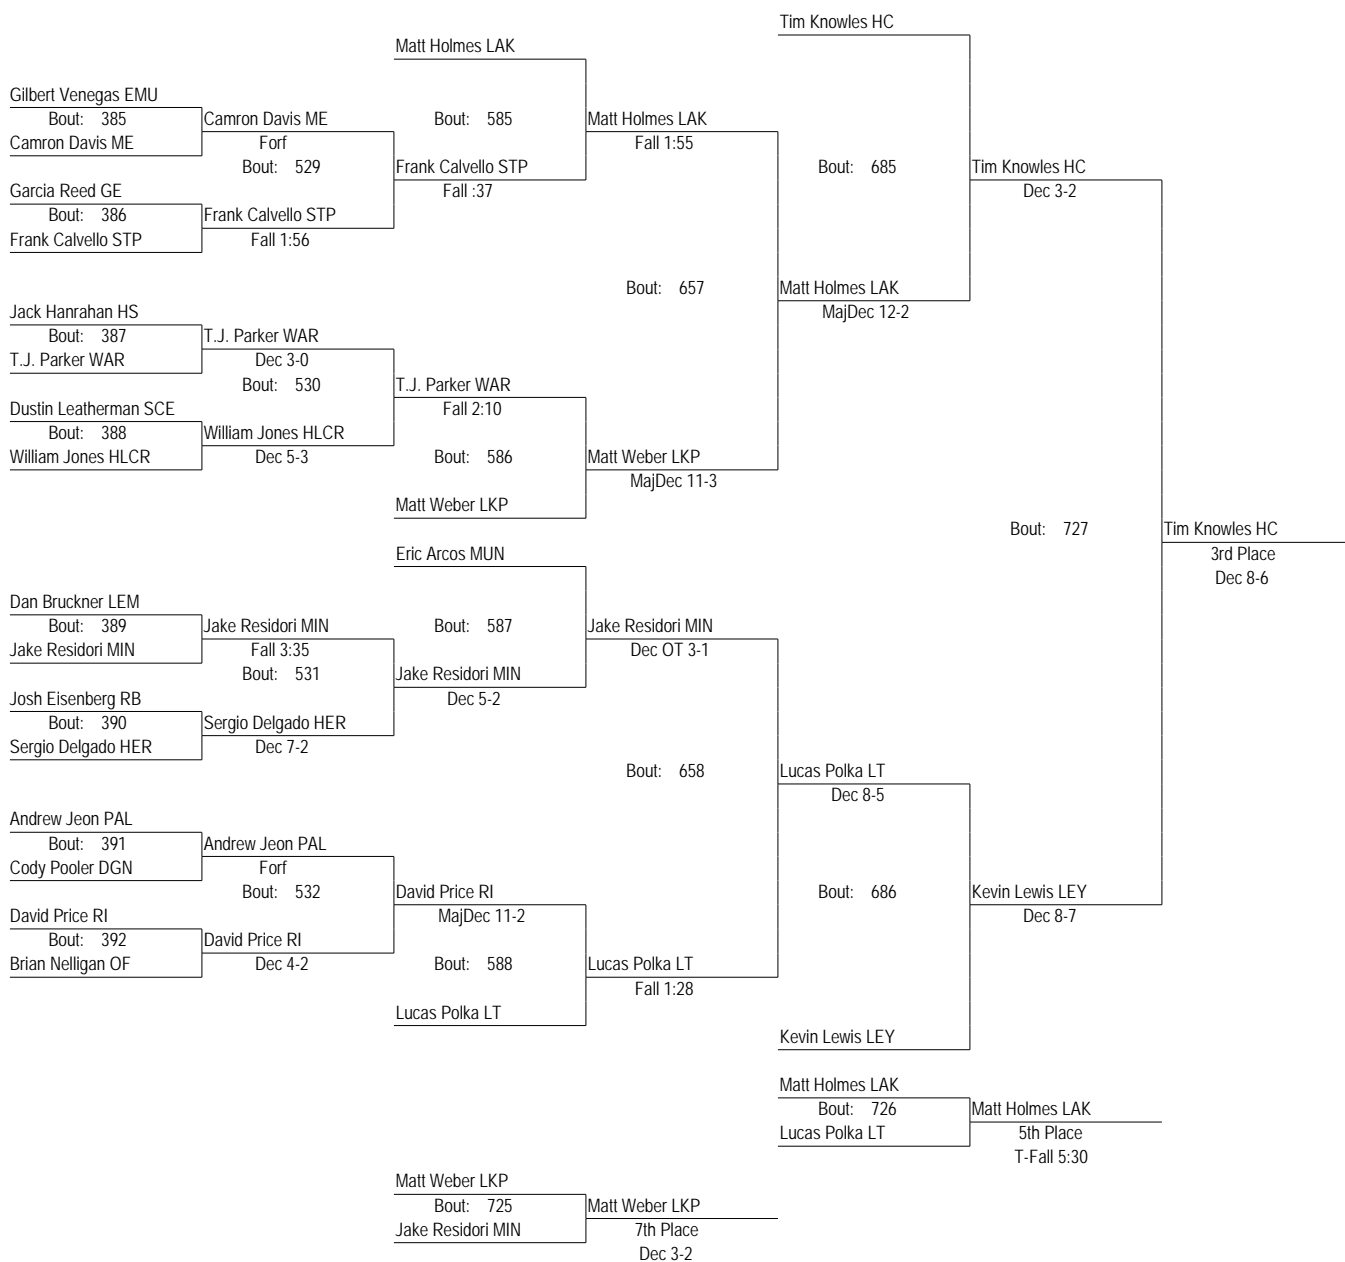 Tim Knowles HC
Matt Holmes LAK
Gilbert Venegas EMU
Bout: 385
Camron Davis ME
Camron Davis ME
Forf
Bout: 529
Bout: 585
Matt Holmes LAK
Fall 1:55
Frank Calvello STP
Fall :37
Bout: 685
Tim Knowles HC
Dec 3-2
Garcia Reed GE
Bout: 386
Frank Calvello STP
Frank Calvello STP
Fall 1:56
Bout: 657
Matt Holmes LAK
MajDec 12-2
Jack Hanrahan HS
Bout: 387
T.J. Parker WAR
T.J. Parker WAR
Dec 3-0
Bout: 530
T.J. Parker WAR
Fall 2:10
Dustin Leatherman SCE
Bout: 388
William Jones HLCR
William Jones HLCR
Dec 5-3
Bout: 586
Matt Weber LKP
MajDec 11-3
Matt Weber LKP
Bout: 727
Tim Knowles HC
3rd Place
Dec 8-6
Eric Arcos MUN
Dan Bruckner LEM
Bout: 389
Jake Residori MIN
Jake Residori MIN
Fall 3:35
Bout: 531
Bout: 587
Jake Residori MIN
Dec OT 3-1
Jake Residori MIN
Dec 5-2
Josh Eisenberg RB
Bout: 390
Sergio Delgado HER
Sergio Delgado HER
Dec 7-2
Bout: 658
Lucas Polka LT
Dec 8-5
Andrew Jeon PAL
Bout: 391
Cody Pooler DGN
Andrew Jeon PAL
Forf
Bout: 532
David Price RI
MajDec 11-2
Bout: 686
Kevin Lewis LEY
Dec 8-7
David Price RI
Bout: 392
Brian Nelligan OF
David Price RI
Dec 4-2
Bout: 588
Lucas Polka LT
Fall 1:28
Lucas Polka LT
Kevin Lewis LEY
Matt Holmes LAK
Bout: 726
Lucas Polka LT
Matt Holmes LAK
5th Place
T-Fall 5:30
Matt Weber LKP
Bout: 725
Jake Residori MIN
Matt Weber LKP
7th Place
Dec 3-2